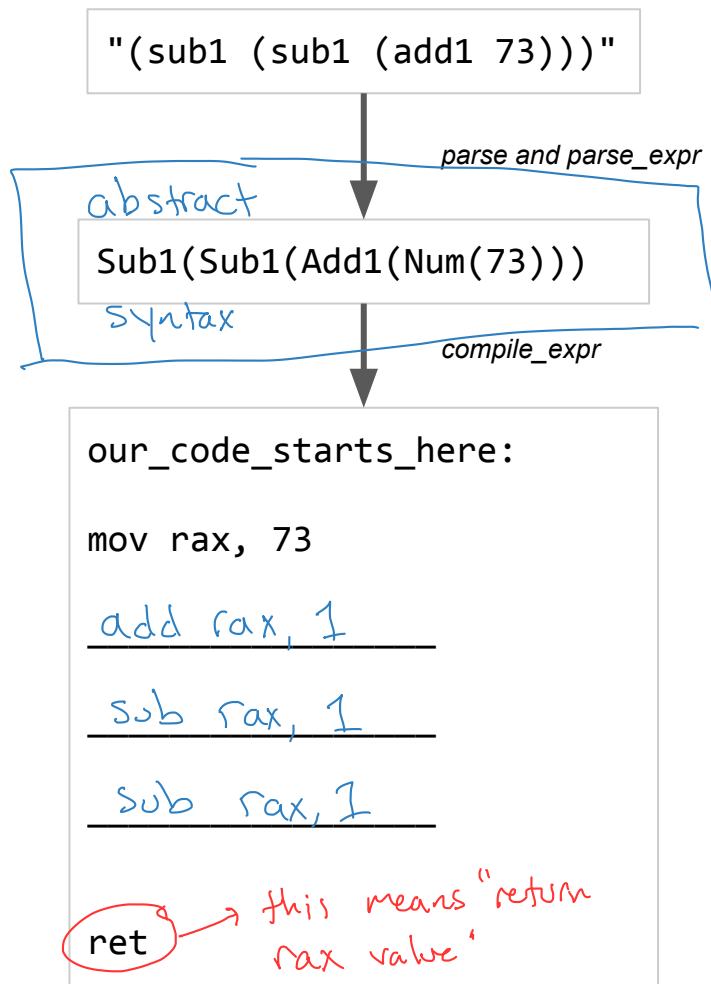 "(sub1 (sub1 (add1 73)))"
parse and parse_expr
abstract
Sub1(Sub1(Add1(Num(73)))
syntax
compile_expr
our_code_starts_here:
mov rax, 73
add rax, 1
sub rax, 1
sub rax, 1
ret → this means "return
rax value"